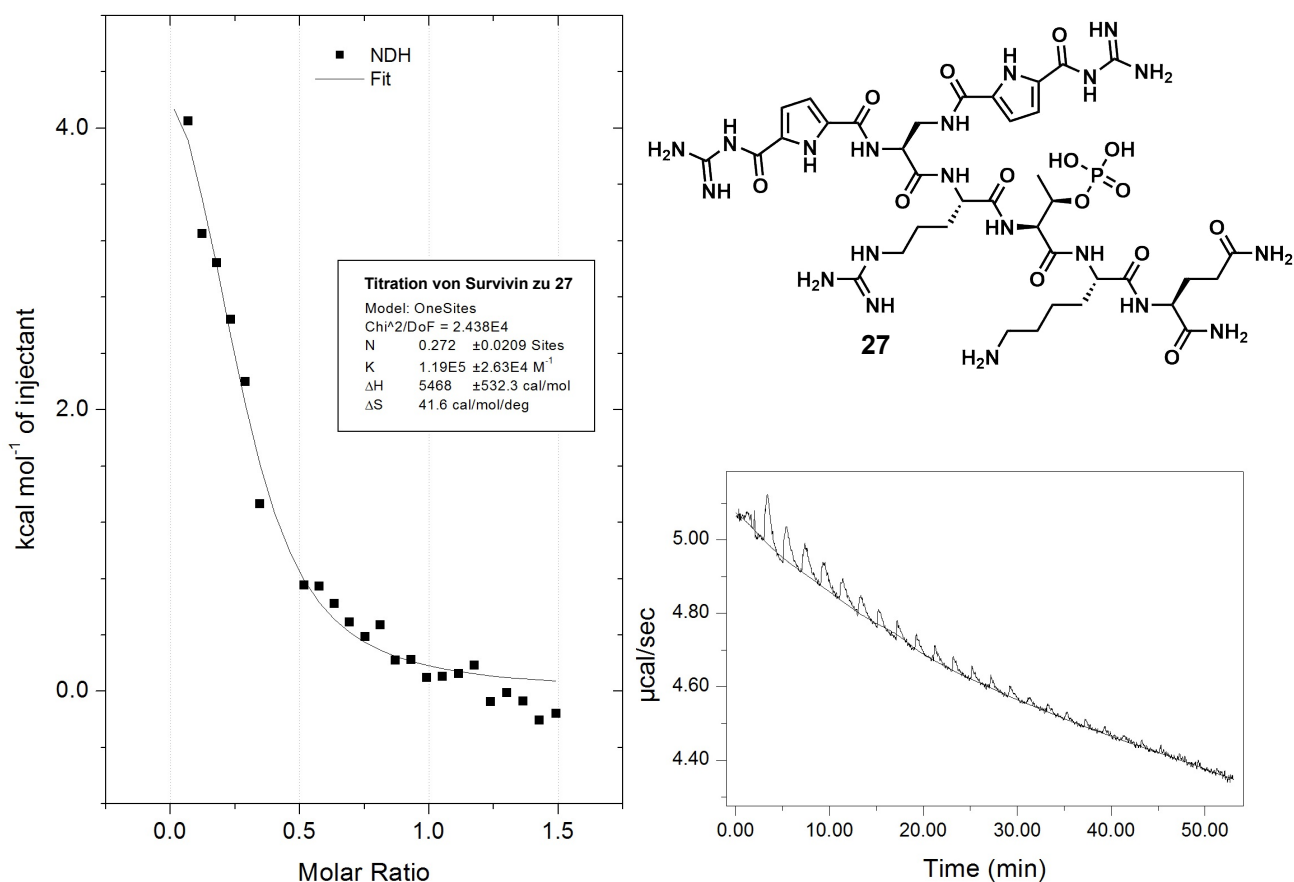 NDH
Fit
4.0
2.0
0.0
kcal mol⁻¹ of injectant
Titration von Survivin zu 27
Model: OneSites
Chi^2/DoF = 2.438E4
N 0.272 ±0.0209 Sites
K 1.19E5 ±2.63E4 M⁻¹
ΔH 5468 ±532.3 cal/mol
ΔS 41.6 cal/mol/deg
0.0 0.5 1.0 1.5
Molar Ratio
O NH
H
N N NH₂
H
O
O
NH
H
N
H₂N
NH O
O
N
H
HN
O
H
N
O
HO OH
P
O
O
N
H
NH
H₂N
NH
O
H
N
O
N
H
O
NH₂
O
NH₂
H₂N
27
5.00
4.80
4.60
4.40
µcal/sec
0.00 10.00 20.00 30.00 40.00 50.00
Time (min)